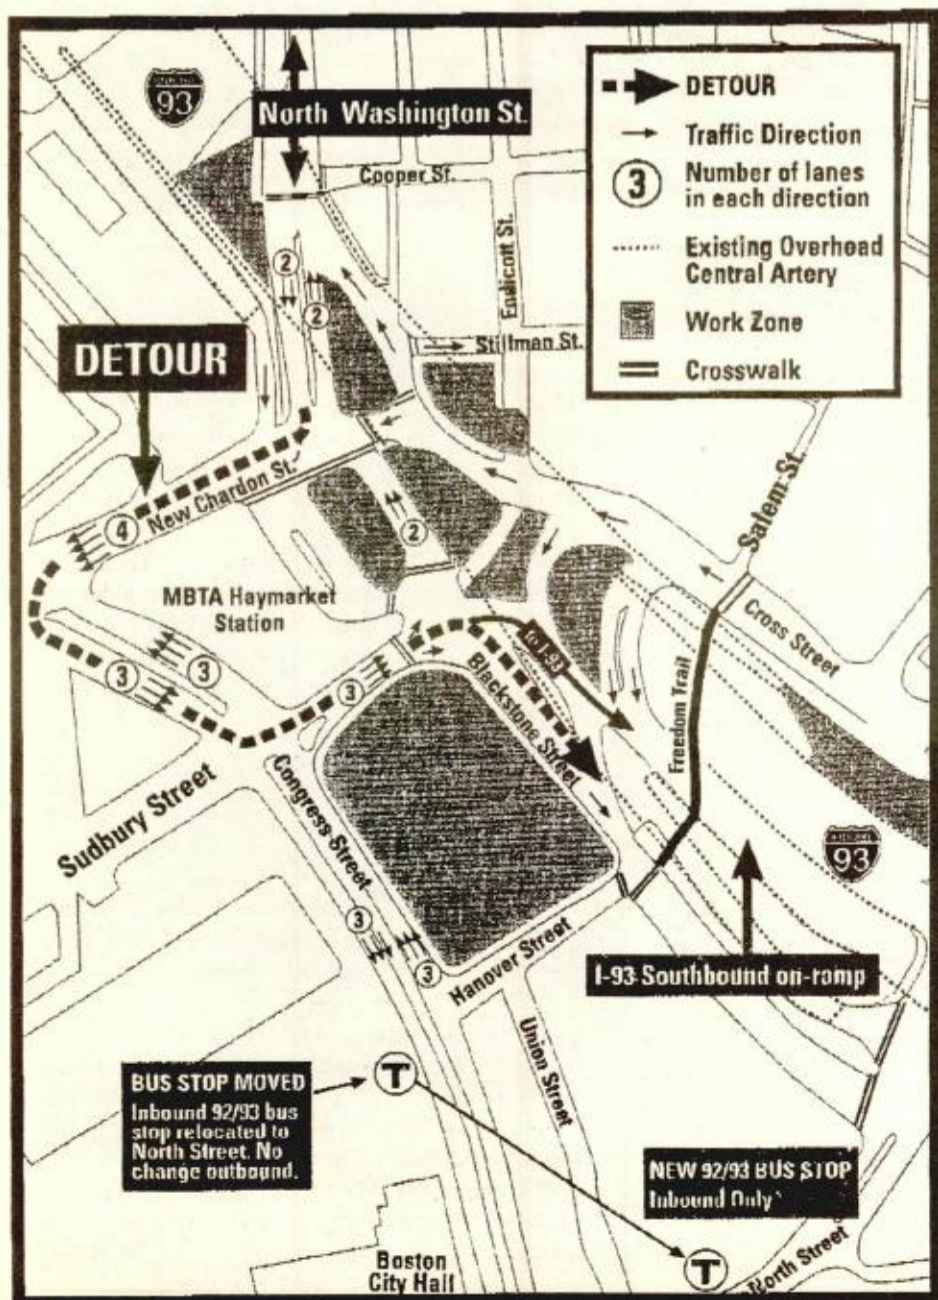 93
North Washington St.
DETOUR
Traffic Direction
3
Number of lanes
in each direction
Existing Overhead
Central Artery
Work Zone
Crosswalk
Cooper St.
Endicott St.
2
2
Stillman St.
DETOUR
New Chardon St.
4
2
Salem St.
MBTA Haymarket
Station
to I-93
Cross Street
3
3
3
Blackstone Street
Freedom Trail
Sudbury Street
Congress Street
93
3
3
Hanover Street
I-93 Southbound on-ramp
Union Street
BUS STOP MOVED
Inbound 92/93 bus
stop relocated to
North Street. No
change outbound.
T
NEW 92/93 BUS STOP
Inbound Only
Boston
City Hall
T
North Street